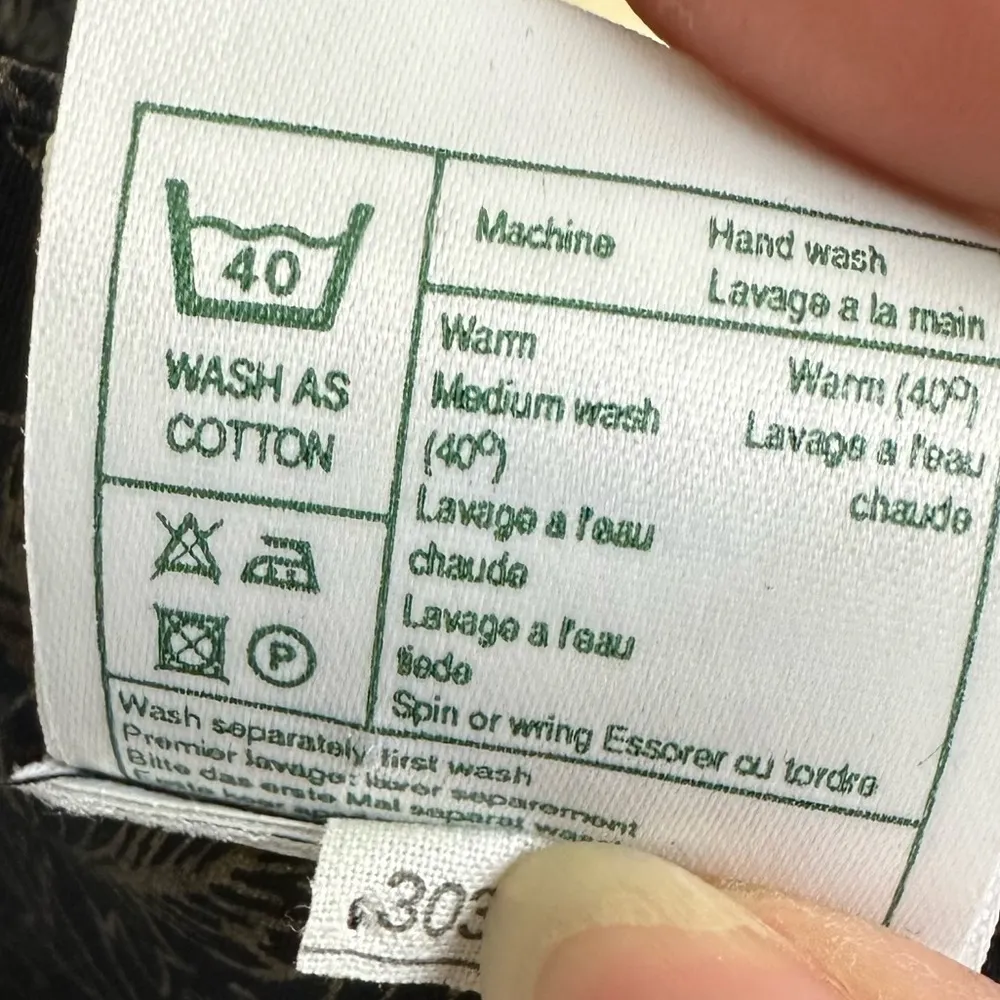 40
WASH AS
COTTON
Machine
Hand wash
Lavage a la main
Warm
Medium wash
(40º)
Lavage a l'eau
chaude
Lavage a l'eau
tiede
Spin or wring Essorer ou tordre
Warm (40º)
Lavage a l'eau
chaude
P
Wash separately first wash
Premier lavage: laver separement
Bitte das erste Mal separat
303